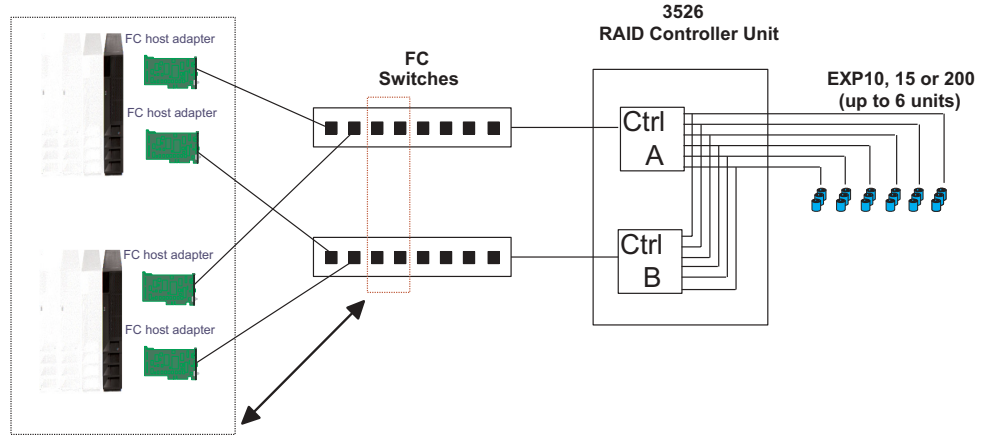 3526
RAID Controller Unit
FC host adapter
FC
Switches
EXP10, 15 or 200
(up to 6 units)
FC host adapter
Ctrl
A
Ctrl
B
FC host adapter
FC host adapter